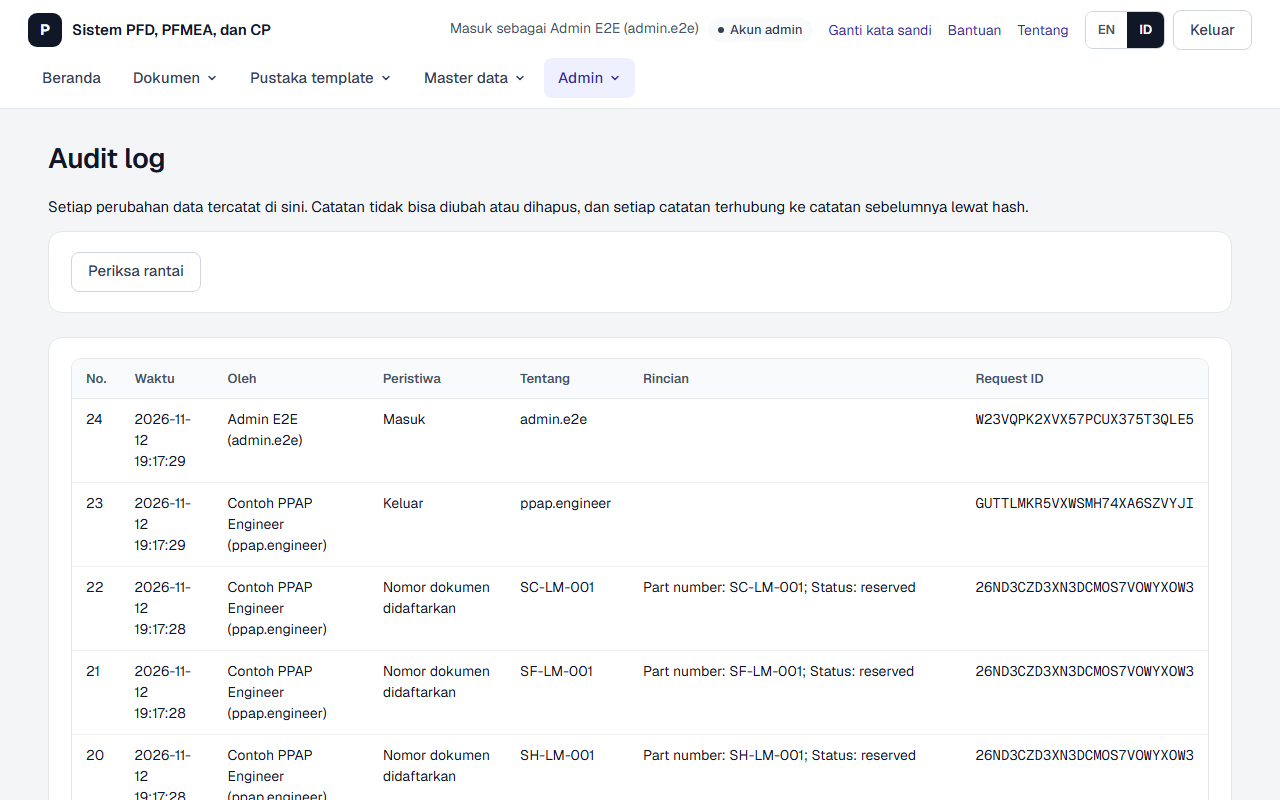 P Sistem PFD, PFMEA, dan CP Masuk sebagai Admin E2E (admin.e2e) Akun admin Ganti kata sandi Bantuan Tentang EN ID Keluar
Beranda Dokumen Pustaka template Master data Admin
Audit log
Setiap perubahan data tercatat di sini. Catatan tidak bisa diubah atau dihapus, dan setiap catatan terhubung ke catatan sebelumnya lewat hash.
Periksa rantai
No. Waktu Oleh Peristiwa Tentang Rincian Request ID
24 2026-11- Admin E2E Masuk admin.e2e W23VQPK2XVX57PCUX375T3QLE5
12 (admin.e2e)
19:17:29
23 2026-11- Contoh PPAP Keluar ppap.engineer GUTTLMKR5VXWSMH74XA6SZVYJI
12 Engineer
19:17:29 (ppap.engineer)
22 2026-11- Contoh PPAP Nomor dokumen SC-LM-001 Part number: SC-LM-001; Status: reserved 26ND3CZD3XN3DCMOS7VOWYXOW3
12 Engineer didaftarkan
19:17:28 (ppap.engineer)
21 2026-11- Contoh PPAP Nomor dokumen SF-LM-001 Part number: SF-LM-001; Status: reserved 26ND3CZD3XN3DCMOS7VOWYXOW3
12 Engineer didaftarkan
19:17:28 (ppap.engineer)
20 2026-11- Contoh PPAP Nomor dokumen SH-LM-001 Part number: SH-LM-001; Status: reserved 26ND3CZD3XN3DCMOS7VOWYXOW3
12 Engineer didaftarkan
19:17:28 (ppap.engineer)